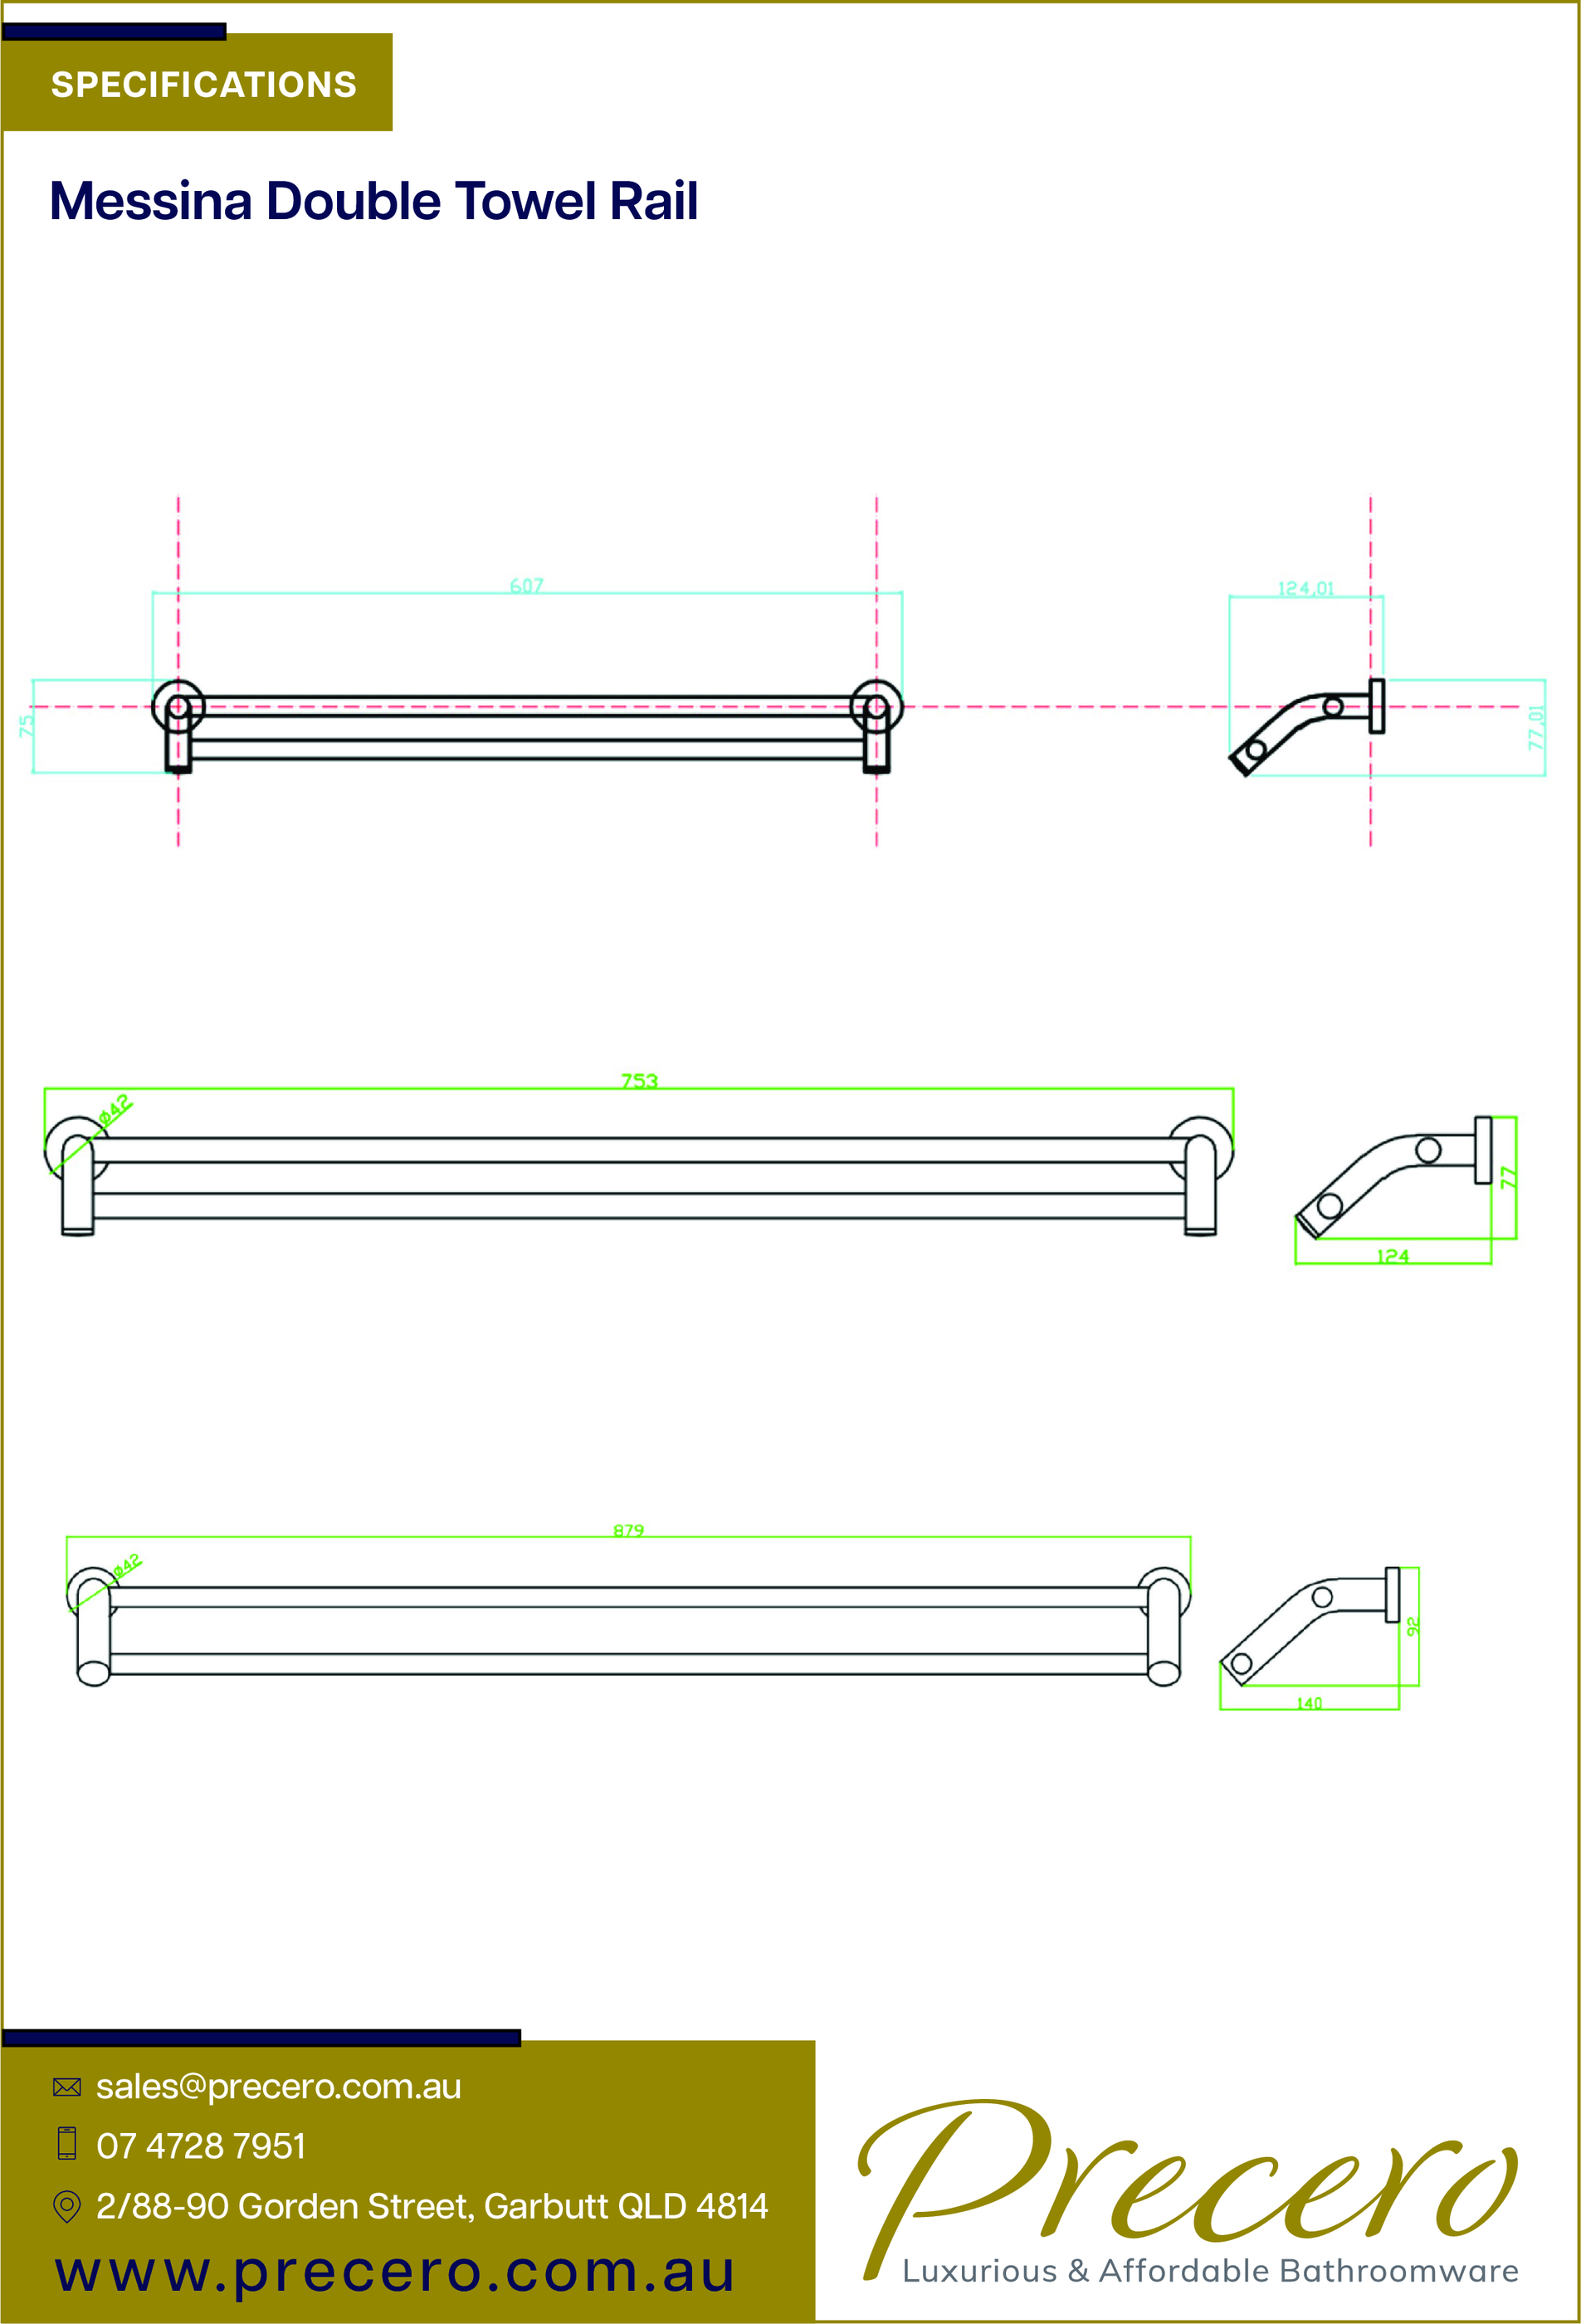 SPECIFICATIONS
Messina Double Towel Rail
607
124,01
75
77,01
753
ø42
77
124
879
ø42
92
140
sales@precero.com.au
07 4728 7951
2/88-90 Gorden Street, Garbutt QLD 4814
www.precero.com.au
Precero
Luxurious & Affordable Bathroomware